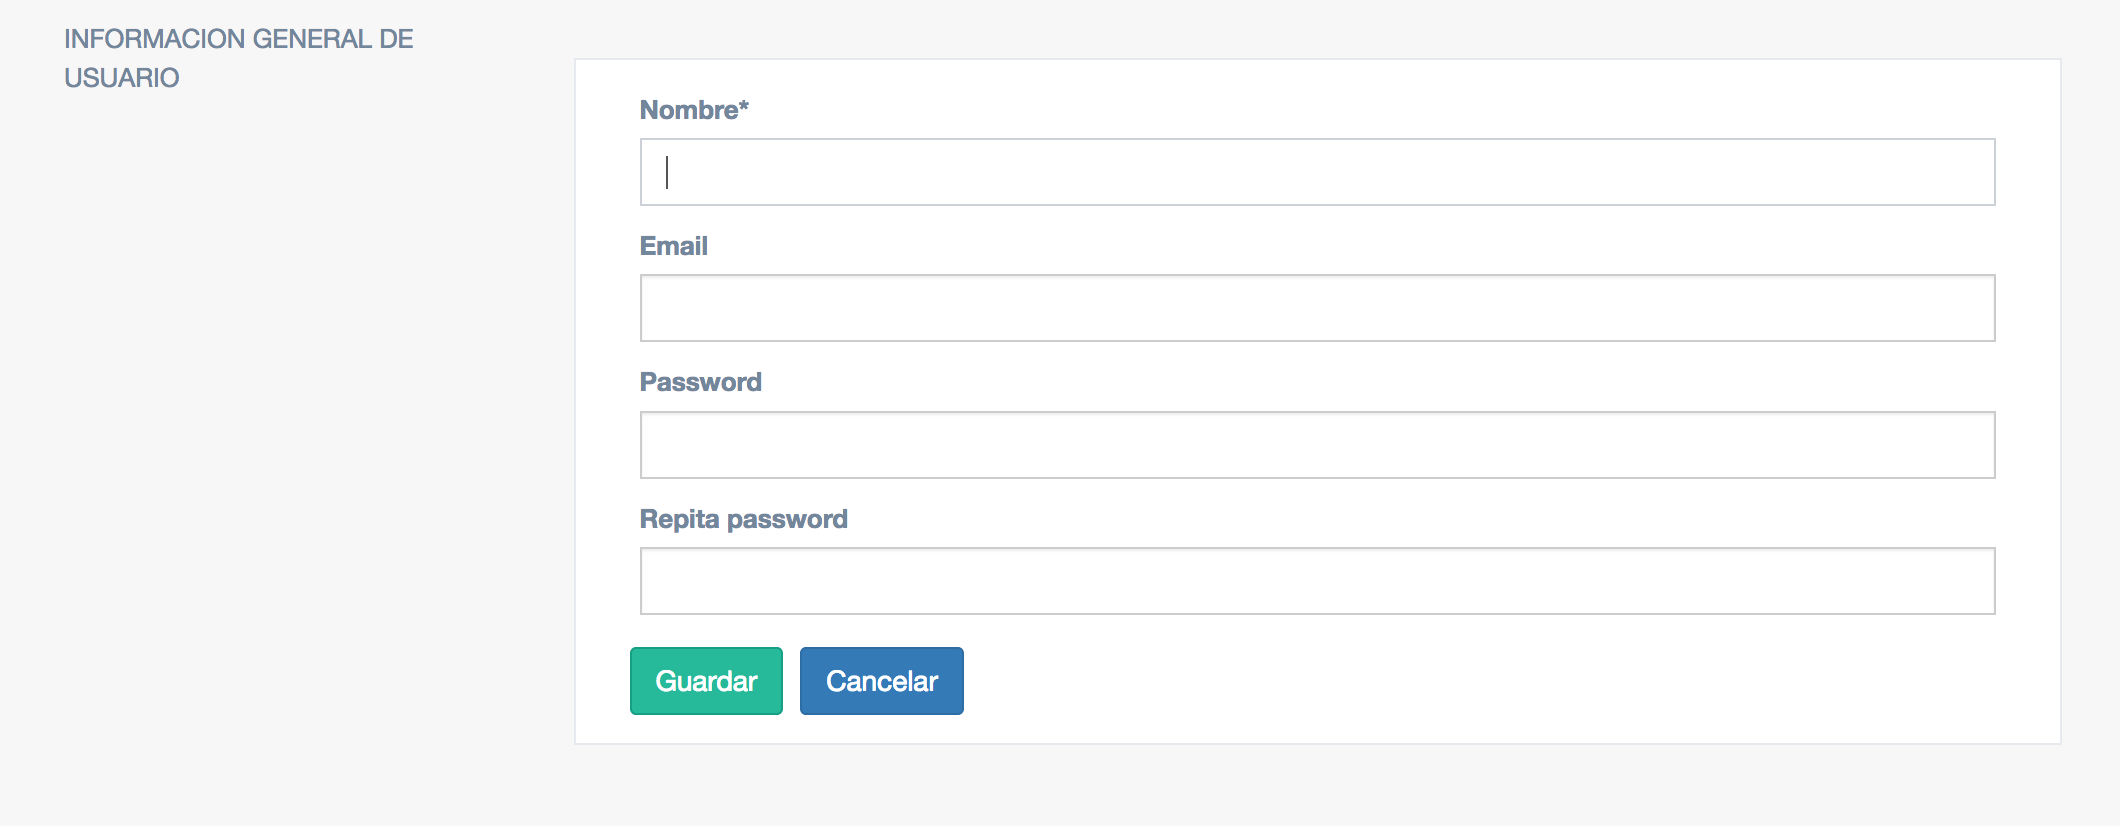 INFORMACION GENERAL DE
USUARIO
Nombre*
Email
Password
Repita password
Guardar
Cancelar